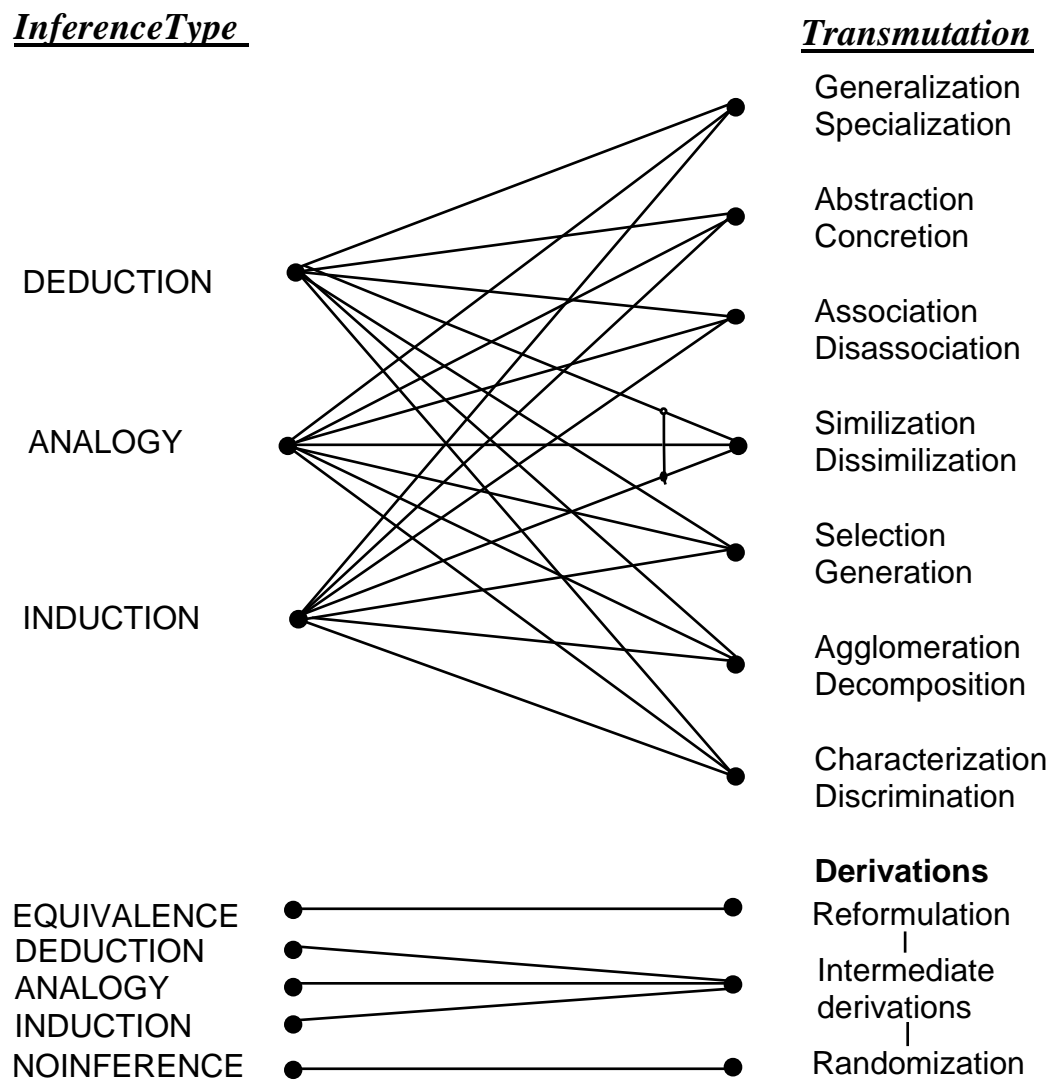 InferenceType
Transmutation
Generalization
Specialization
Abstraction
Concretion
DEDUCTION
Association
Disassociation
ANALOGY
Similization
Dissimilization
Selection
Generation
INDUCTION
Agglomeration
Decomposition
Characterization
Discrimination
Derivations
EQUIVALENCE
Reformulation
DEDUCTION
ANALOGY
Intermediate
derivations
INDUCTION
NOINFERENCE
Randomization